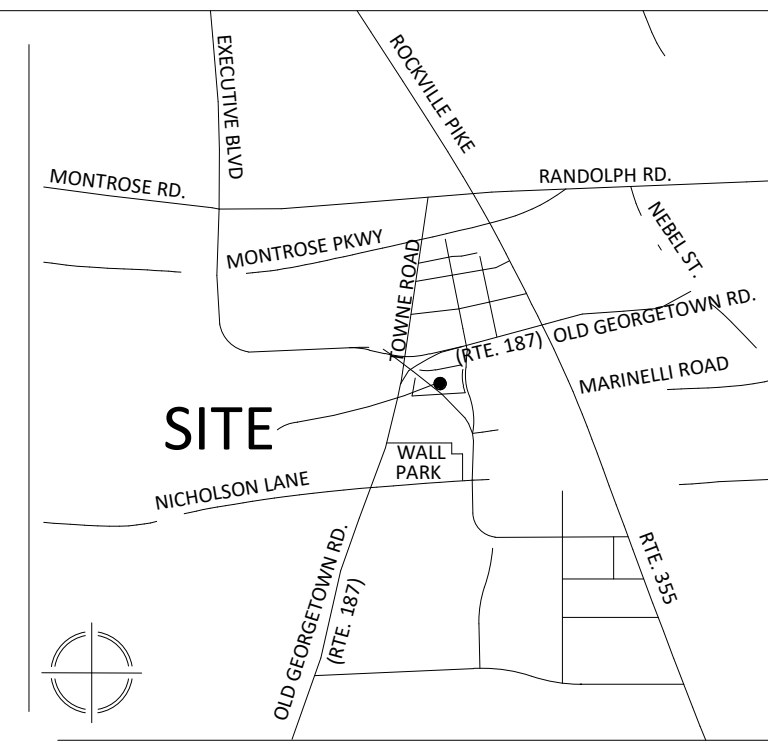 EXECUTIVE BLVD
ROCKVILLE PIKE
MONTROSE RD.
RANDOLPH RD.
NEBEL ST.
MONTROSE PKWY
TOWNE ROAD
(RTE. 187)
OLD GEORGETOWN RD.
MARINELLI ROAD
SITE
WALL
PARK
NICHOLSON LANE
OLD GEORGETOWN RD.
(RTE. 187)
RTE. 355